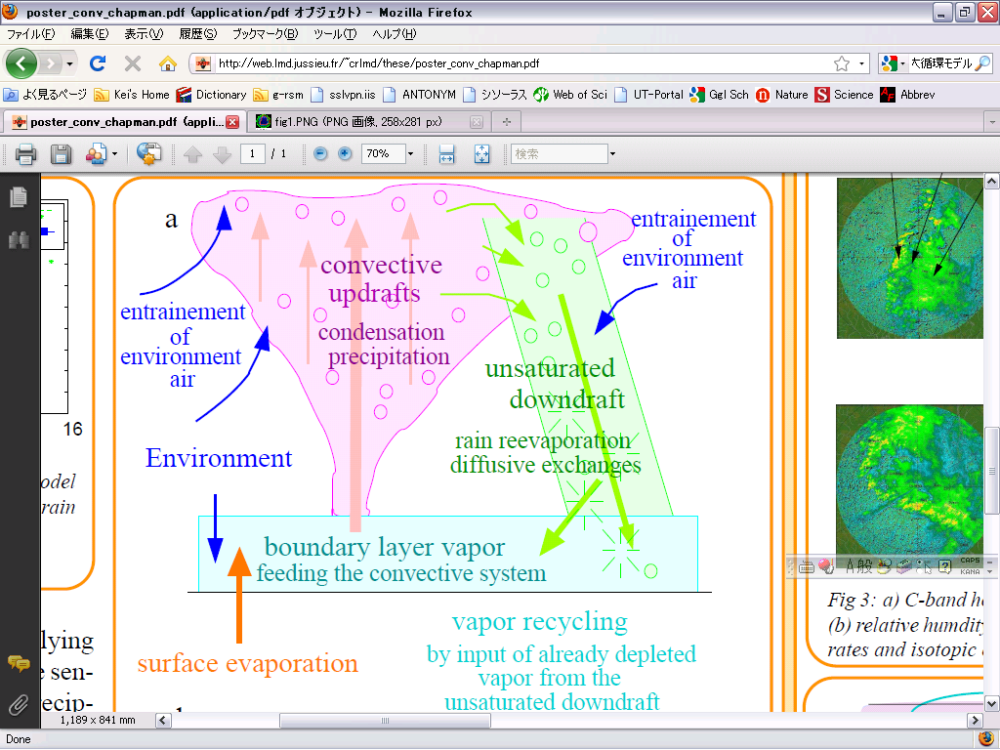 poster_conv_chapman.pdf (application/pdf オブジェクト) - Mozilla Firefox
ファイル(F) 編集(E) 表示(V) 履歴(S) ブックマーク(B) ツール(T) ヘルプ(H)
http://web.lmd.jussieu.fr/~crlmd/these/poster_conv_chapman.pdf
大循環モデル
よく見るページ Kei's Home Dictionary g-rsm sslvpn.iis ANTONYM シソーラス Web of Sci UT-Portal Ggl Sch Nature Science Abbrev
poster_conv_chapman.pdf (appli... fig1.PNG (PNG 画像, 258x281 px)
1 / 1 70% 検索
a
entrainement
of
environment
air
convective
updrafts
condensation
precipitation
entrainement
of
environment
air
unsaturated
downdraft
rain reevaporation
diffusive exchanges
Environment
boundary layer vapor
feeding the convective system
vapor recycling
by input of already depleted
vapor from the
unsaturated downdraft
surface evaporation
16
odel
rain
lying
sen-
recip-
A 般 CAPS
KANA
Fig 3: a) C-band
(b) relative humdity
rates and isotopic
1,189 x 841 mm
Done